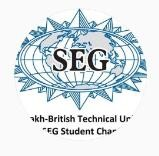 SEG
akh-British Technical Un
SEG Student Chap